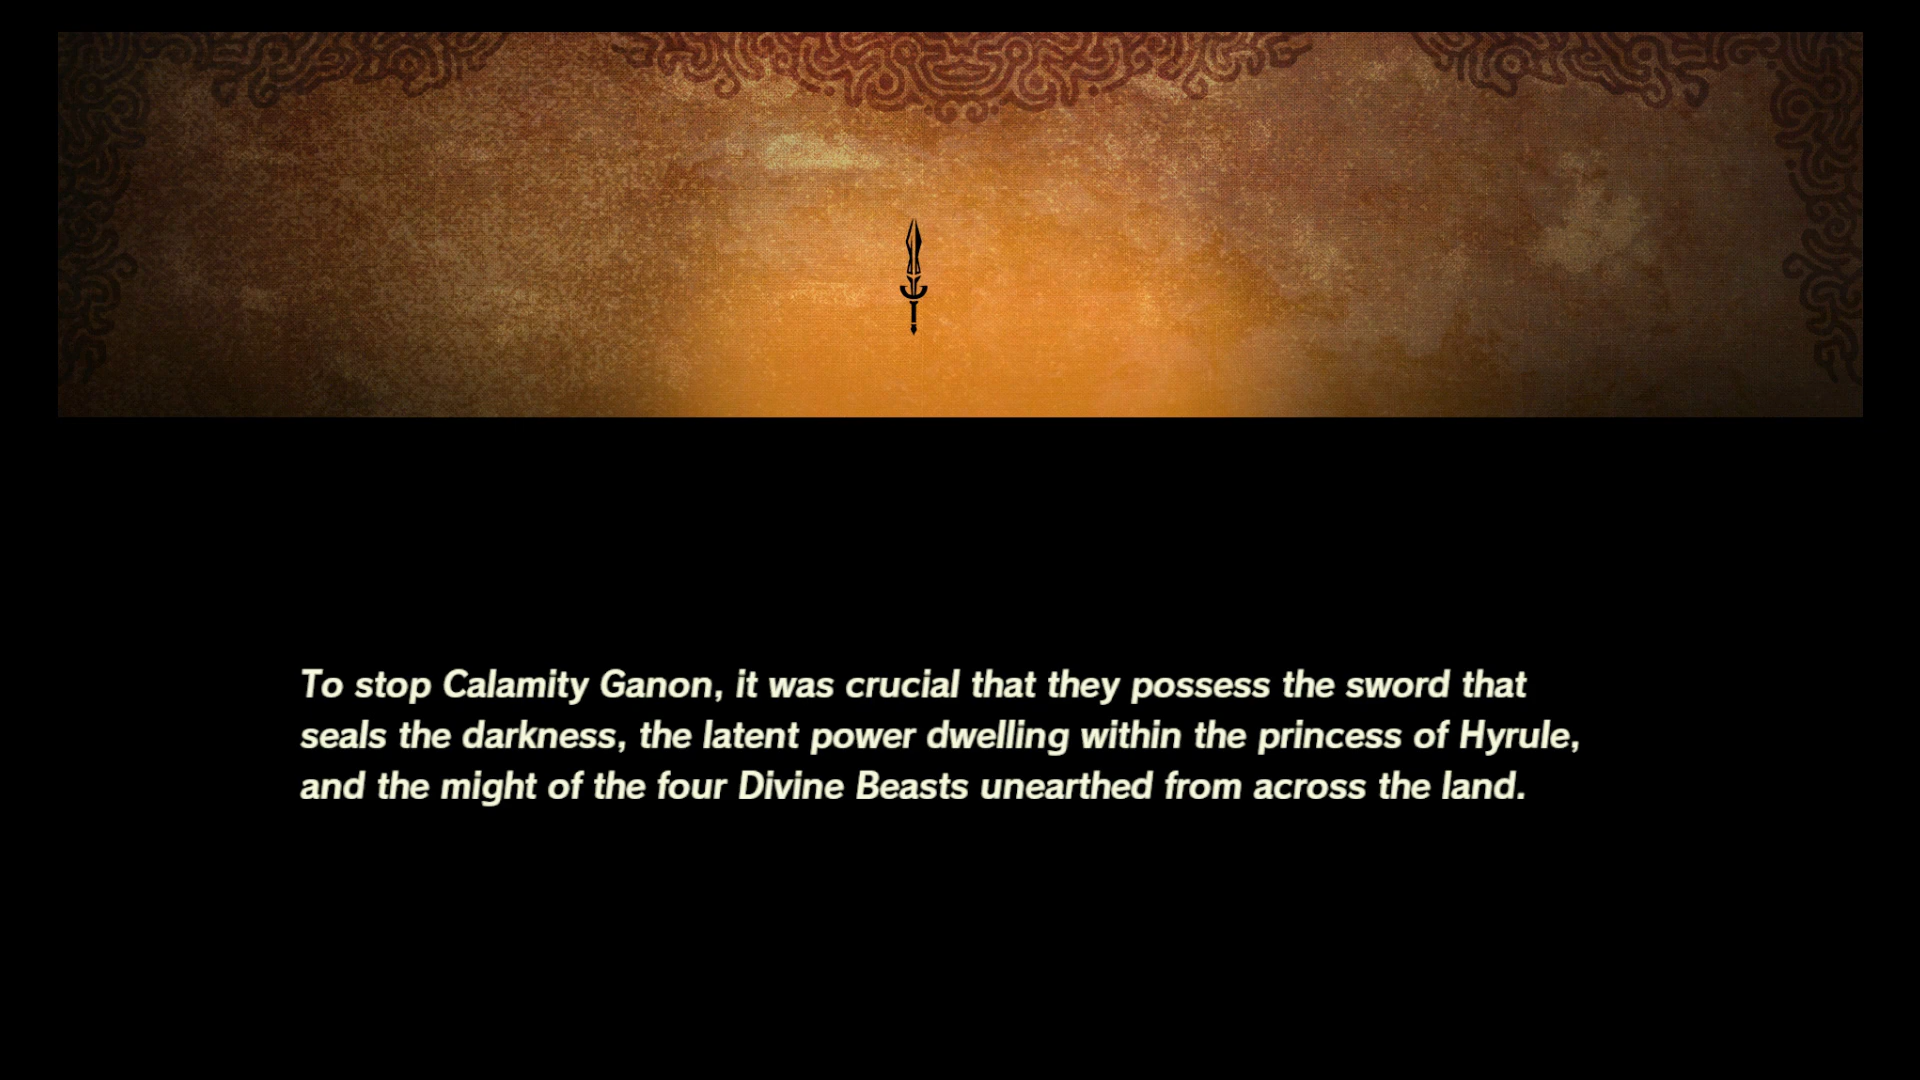 To stop Calamity Ganon, it was crucial that they possess the sword that
seals the darkness, the latent power dwelling within the princess of Hyrule,
and the might of the four Divine Beasts unearthed from across the land.